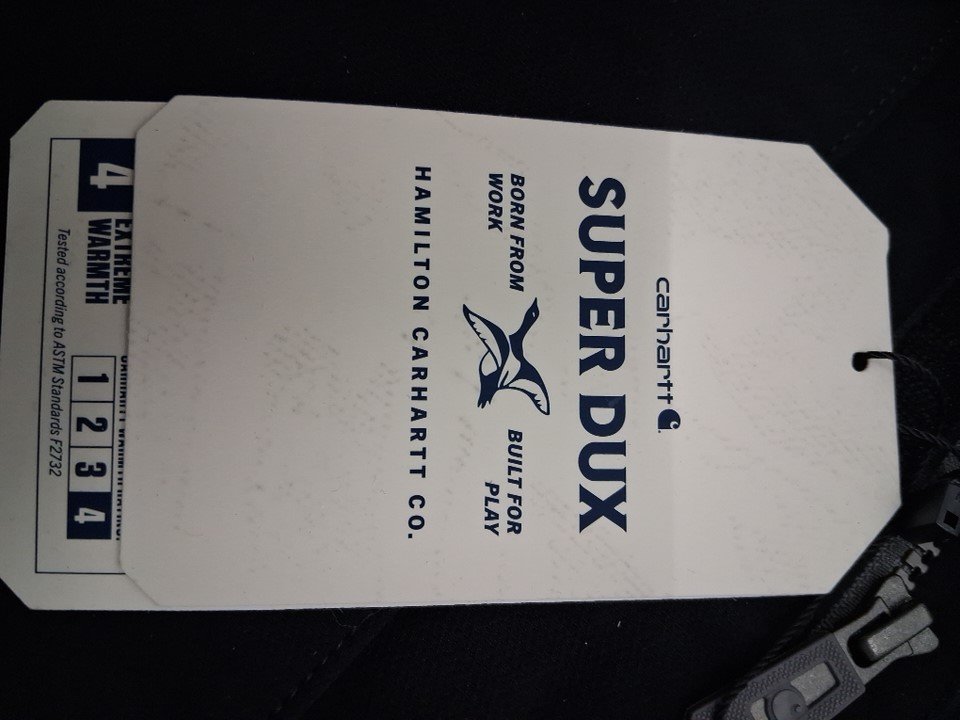 carhartt
SUPER DUX
BORN FROM
WORK
BUILT FOR
PLAY
HAMILTON CARHARTT CO.
4
EXTREME
WARMTH
1 2 3 4
Tested according to ASTM Standards F2732